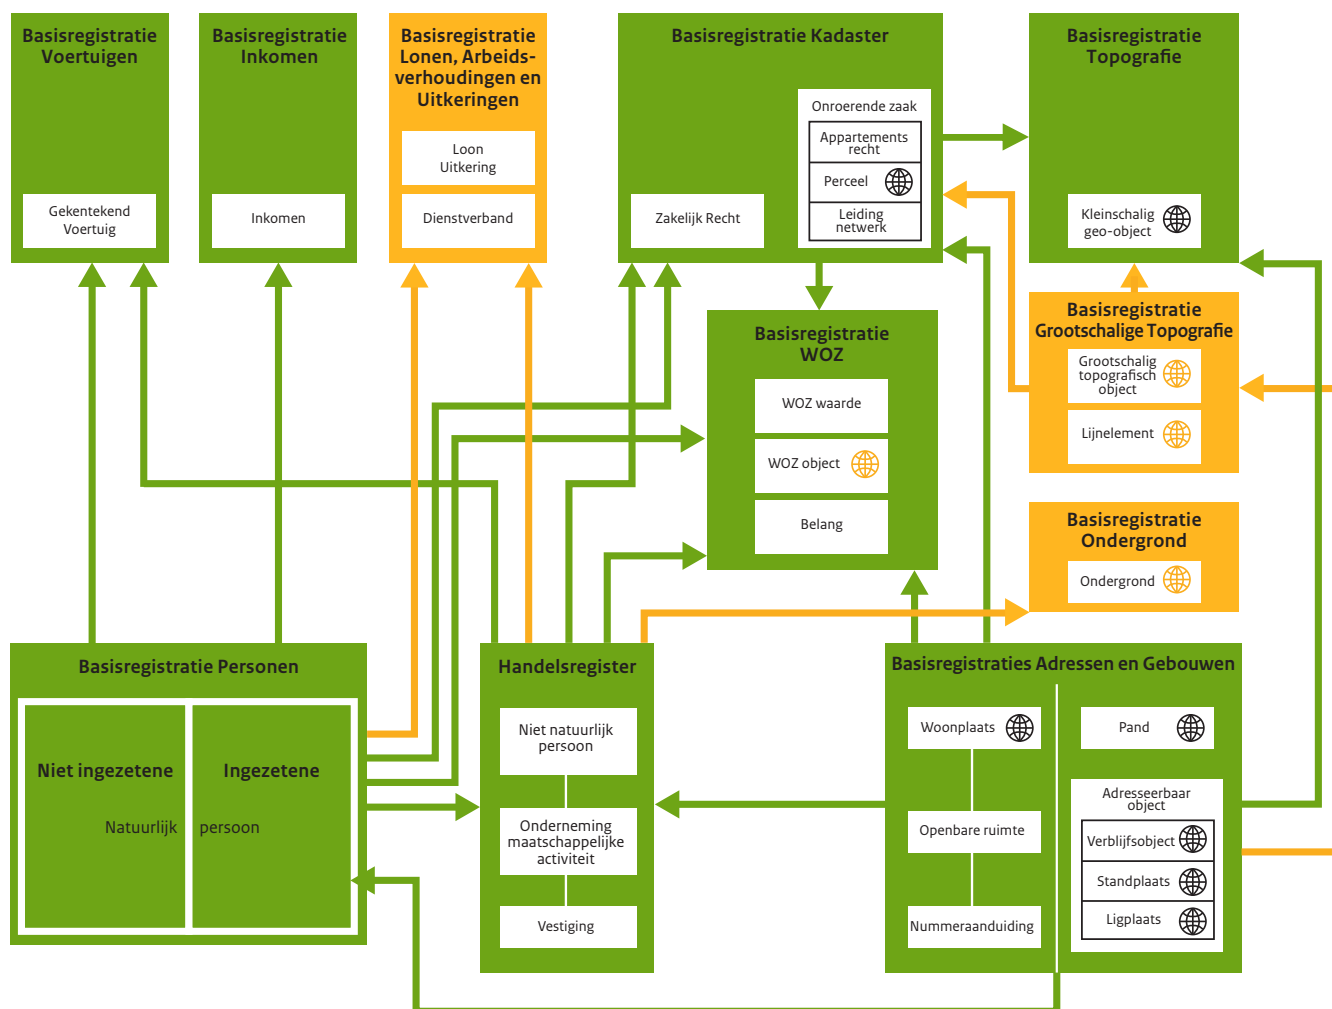 Basisregistratie
Voertuigen
Gekentekend
Voertuig
Basisregistratie
Inkomen
Inkomen
Basisregistratie
Lonen, Arbeids-
verhoudingen en
Uitkeringen
Loon
Uitkering
Dienstverband
Basisregistratie Kadaster
Zakelijk Recht
Onroerende zaak
Appartements
recht
Perceel
Leiding
netwerk
Basisregistratie
Topografie
Kleinschalig
geo-object
Basisregistratie
Grootschalige Topografie
Grootschalig
topografisch
object
Lijnelement
Basisregistratie
WOZ
WOZ waarde
WOZ object
Belang
Basisregistratie
Ondergrond
Ondergrond
Basisregistratie Personen
Niet ingezetene
Ingezetene
Natuurlijk persoon
Handelsregister
Niet natuurlijk
persoon
Onderneming
maatschappelijke
activiteit
Vestiging
Basisregistraties Adressen en Gebouwen
Woonplaats
Openbare ruimte
Nummeraanduiding
Pand
Adresseerbaar
object
Verblijfsobject
Standplaats
Ligplaats